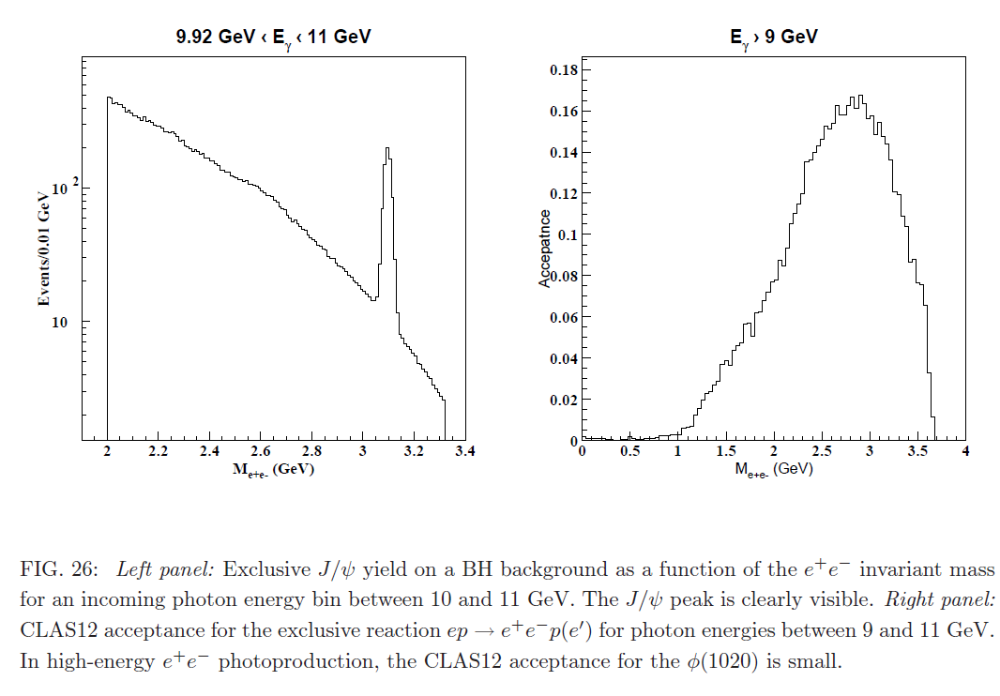 9.92 GeV ‹ Eγ ‹ 11 GeV
Events/0.01 GeV
10²
10
2 2.2 2.4 2.6 2.8 3 3.2 3.4
Me+e- (GeV)
Eγ › 9 GeV
Accepatnce
0.18
0.16
0.14
0.12
0.1
0.08
0.06
0.04
0.02
0
0 0.5 1 1.5 2 2.5 3 3.5 4
Me+e- (GeV)
FIG. 26: Left panel: Exclusive J/ψ yield on a BH background as a function of the e⁺e⁻ invariant mass
for an incoming photon energy bin between 10 and 11 GeV. The J/ψ peak is clearly visible. Right panel:
CLAS12 acceptance for the exclusive reaction ep → e⁺e⁻p(e′) for photon energies between 9 and 11 GeV.
In high-energy e⁺e⁻ photoproduction, the CLAS12 acceptance for the ϕ(1020) is small.